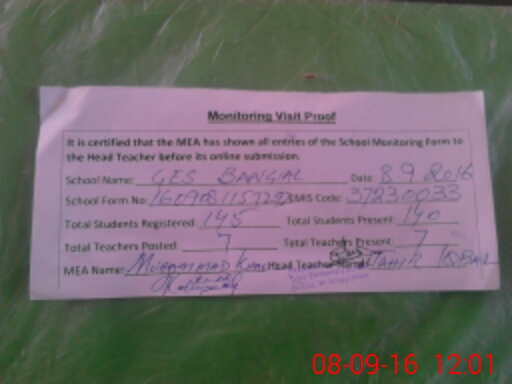 Monitoring Visit Proof
It is certified that the MEA has shown all entries of the School Monitoring Form to
the Head Teacher before its online submission.
School Name: GES BANGAL Date: 8.9.2016
School Form No: EMIS Code: 37230033
Total Students Registered: 145 Total Students Present: 140
Total Teachers Posted: 7 Total Teachers Present: 7
MEA Name: MUHAMMAD Head Teacher TAHIR IQBAL
08-09-16 12:01